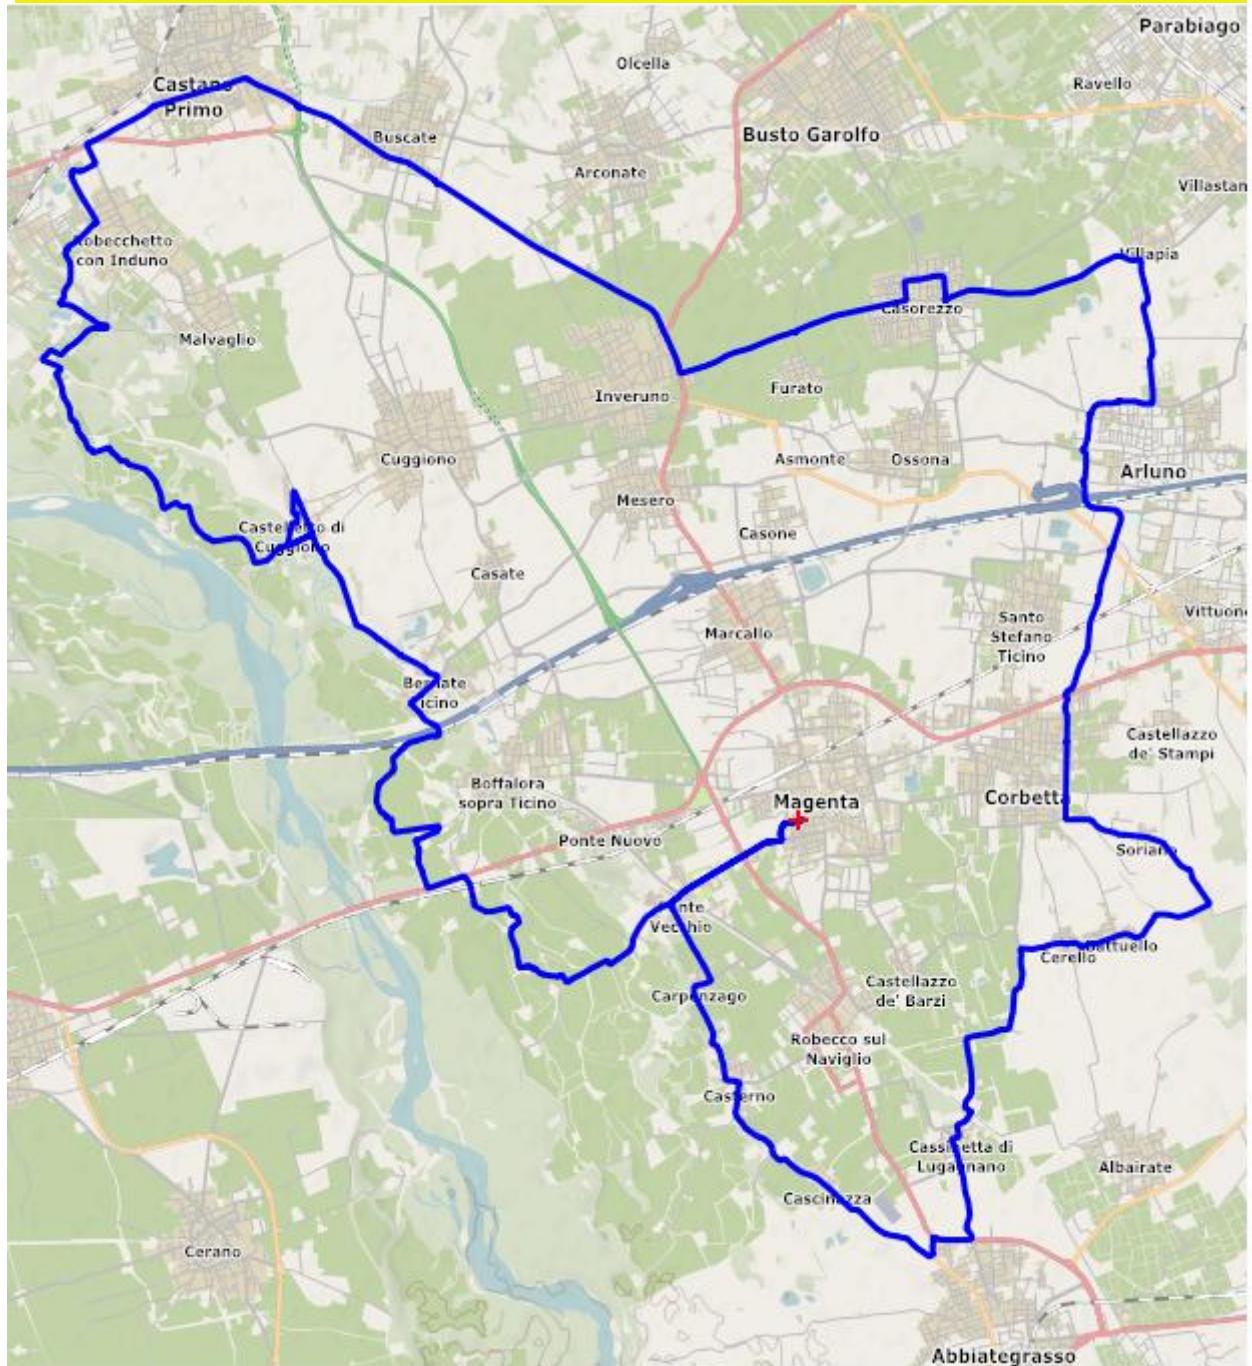 Parabiago
Olcella
Castano
Primo
Ravello
Buscate
Busto Garolfo
Arconate
Villastan
Robecchetto
con Induno
Villapia
Casorezzo
Malvaglio
Furato
Inveruno
Cuggiono
Asmonte
Ossona
Arluno
Mesero
Castelletto di
Cuggiono
Casone
Casate
Santo
Stefano
Ticino
Vittuone
Marcallo
Bernate
Ticino
Castellazzo
de' Stampi
Boffalora
sopra Ticino
Magenta
Corbetta
Ponte Nuovo
Soriano
Ponte
Vecchio
Battuello
Cerello
Carpenzago
Castellazzo
de' Barzi
Robecco sul
Naviglio
Casterno
Cassinetta di
Lugagnano
Albairate
Cascinazza
Cerano
Abbiategrasso